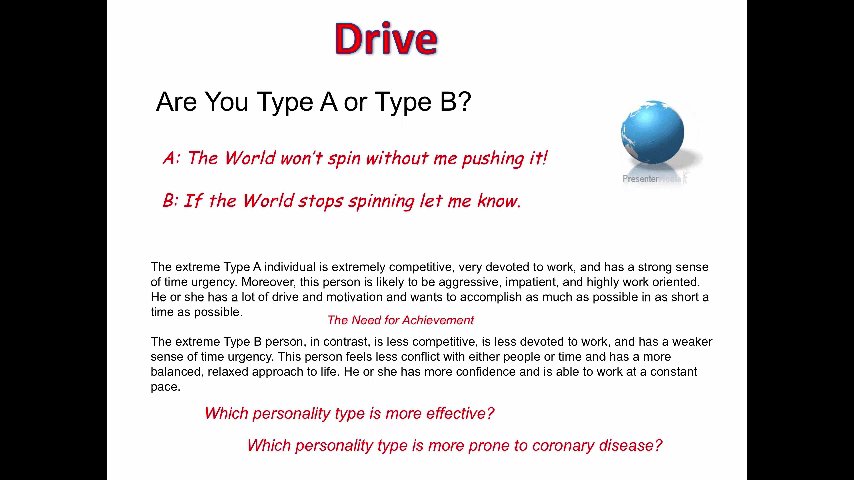 Drive
Are You Type A or Type B?
A: The World won't spin without me pushing it!
B: If the World stops spinning let me know.
The extreme Type A individual is extremely competitive, very devoted to work, and has a strong sense
of time urgency. Moreover, this person is likely to be aggressive, impatient, and highly work oriented.
He or she has a lot of drive and motivation and wants to accomplish as much as possible in as short a
time as possible.
The Need for Achievement
The extreme Type B person, in contrast, is less competitive, is less devoted to work, and has a weaker
sense of time urgency. This person feels less conflict with either people or time and has a more
balanced, relaxed approach to life. He or she has more confidence and is able to work at a constant
pace.
Which personality type is more effective?
Which personality type is more prone to coronary disease?